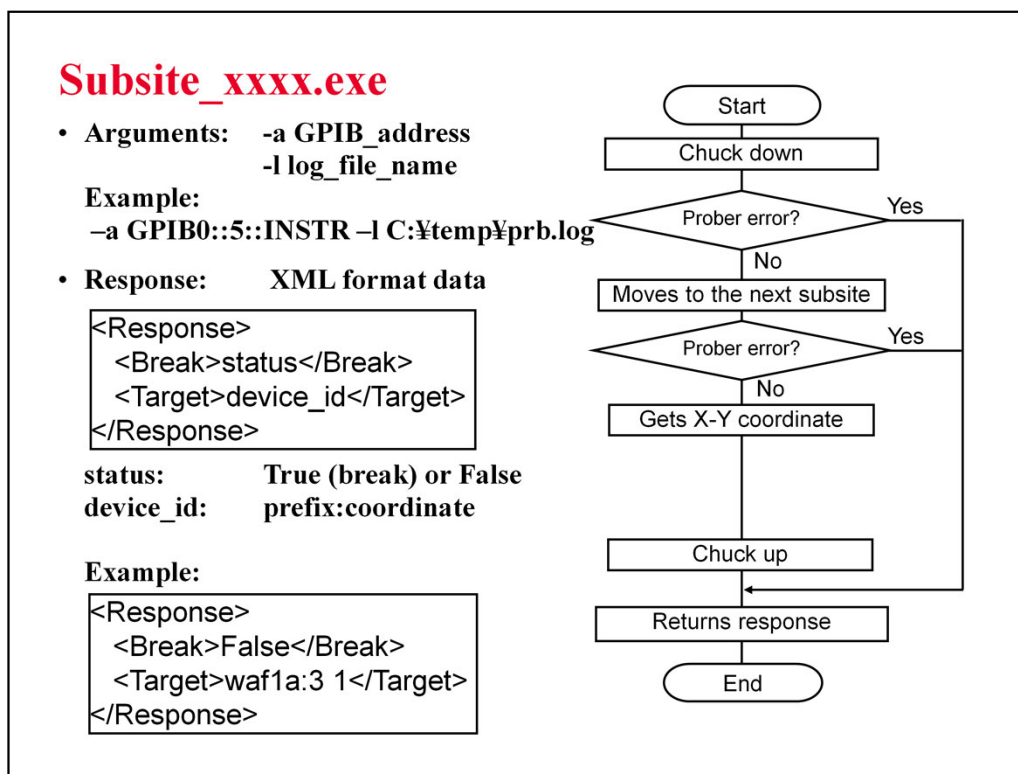 Subsite_xxxx.exe
• Arguments: -a GPIB_address
-l log_file_name
Example:
–a GPIB0::5::INSTR –l C:¥temp¥prb.log
• Response: XML format data
<Response>
<Break>status</Break>
<Target>device_id</Target>
</Response>
status: True (break) or False
device_id: prefix:coordinate
Example:
<Response>
<Break>False</Break>
<Target>waf1a:3 1</Target>
</Response>
Start
Chuck down
Prober error?
Yes
No
Moves to the next subsite
Prober error?
Yes
No
Gets X-Y coordinate
Chuck up
Returns response
End